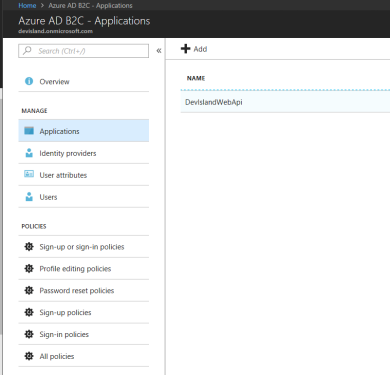 Home > Azure AD B2C - Applications
Azure AD B2C - Applications
devisland.onmicrosoft.com
Search (Ctrl+/)
«
Overview
MANAGE
Applications
Identity providers
User attributes
Users
POLICIES
Sign-up or sign-in policies
Profile editing policies
Password reset policies
Sign-up policies
Sign-in policies
All policies
Add
NAME
DevIslandWebApi